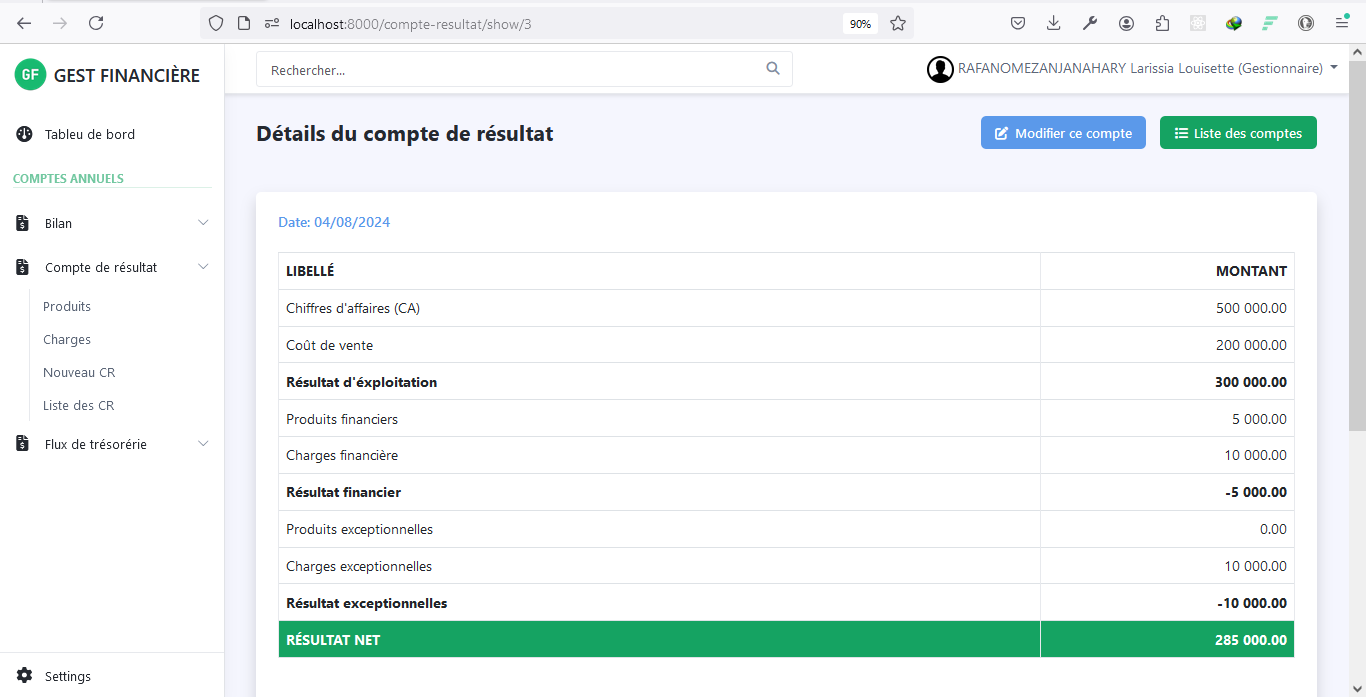 localhost:8000/compte-resultat/show/3
90%
GF GEST FINANCIÈRE
Rechercher...
RAFANOMEZANJANAHARY Larissia Louisette (Gestionnaire)
Tableu de bord
COMPTES ANNUELS
Bilan
Compte de résultat
Produits
Charges
Nouveau CR
Liste des CR
Flux de trésorérie
Settings
Détails du compte de résultat
Modifier ce compte
Liste des comptes
Date: 04/08/2024
LIBELLÉ MONTANT
Chiffres d'affaires (CA) 500 000.00
Coût de vente 200 000.00
Résultat d'éxploitation 300 000.00
Produits financiers 5 000.00
Charges financière 10 000.00
Résultat financier -5 000.00
Produits exceptionnelles 0.00
Charges exceptionnelles 10 000.00
Résultat exceptionnelles -10 000.00
RÉSULTAT NET 285 000.00